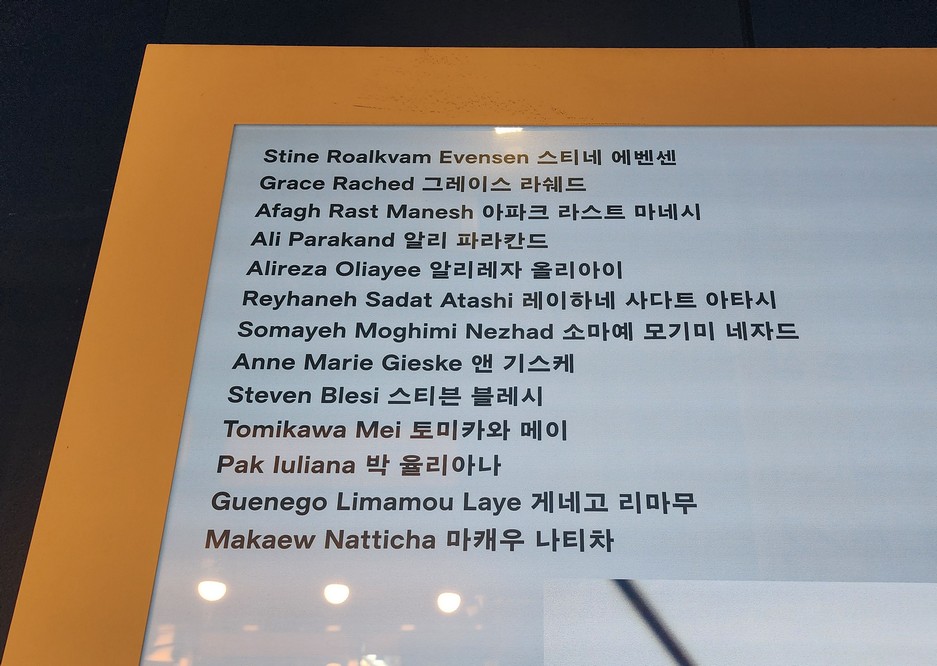 Stine Roalkvam Evensen 스티네 에벤센
Grace Rached 그레이스 라쉐드
Afagh Rast Manesh 아파크 라스트 마네시
Ali Parakand 알리 파라칸드
Alireza Oliayee 알리레자 올리아이
Reyhaneh Sadat Atashi 레이하네 사다트 아타시
Somayeh Moghimi Nezhad 소마예 모기미 네자드
Anne Marie Gieske 앤 기스케
Steven Blesi 스티븐 블레시
Tomikawa Mei 토미카와 메이
Pak Iuliana 박 율리아나
Guenego Limamou Laye 게네고 리마무
Makaew Natticha 마캐우 나티차